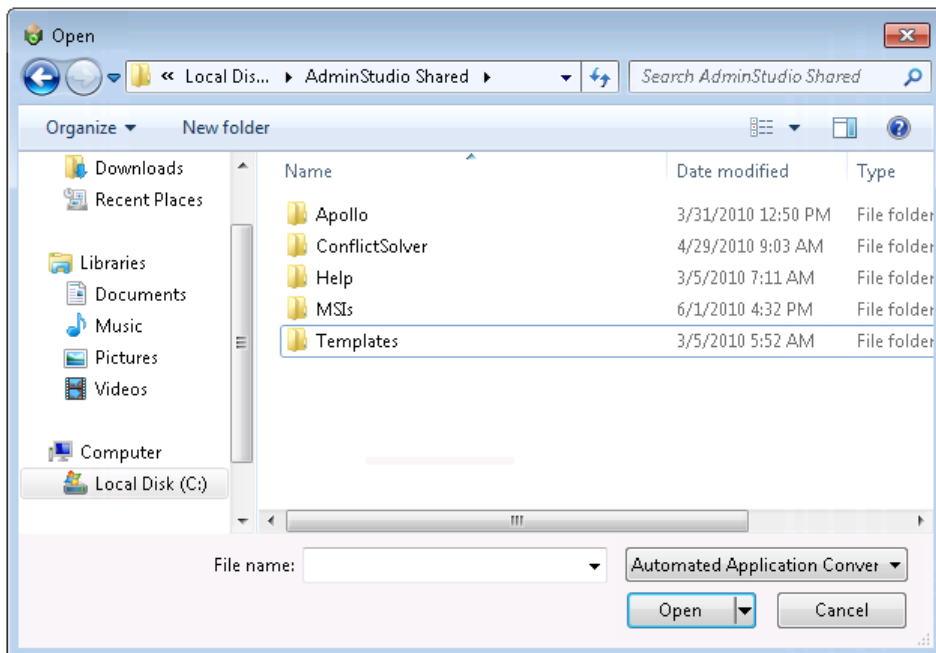 Open
« Local Dis... ▸ AdminStudio Shared ▸
Search AdminStudio Shared
Organize
New folder
Downloads
Recent Places
Libraries
Documents
Music
Pictures
Videos
Computer
Local Disk (C:)
Name Date modified Type
Apollo 3/31/2010 12:50 PM File folder
ConflictSolver 4/29/2010 9:03 AM File folder
Help 3/5/2010 7:11 AM File folder
MSIs 6/1/2010 4:32 PM File folder
Templates 3/5/2010 5:52 AM File folder
File name:
Automated Application Conver
Open
Cancel